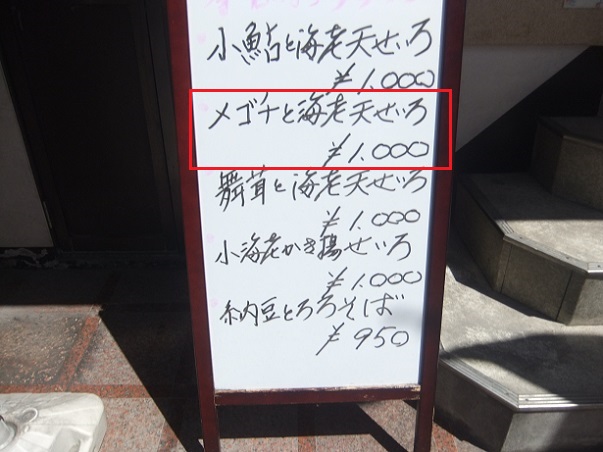 小鮎と海老天せいろ
¥1.000
メゴチと海老天せいろ
¥1.000
舞茸と海老天せいろ
¥1.000
小海老かき揚せいろ
¥1.000
納豆とろろそば
¥950